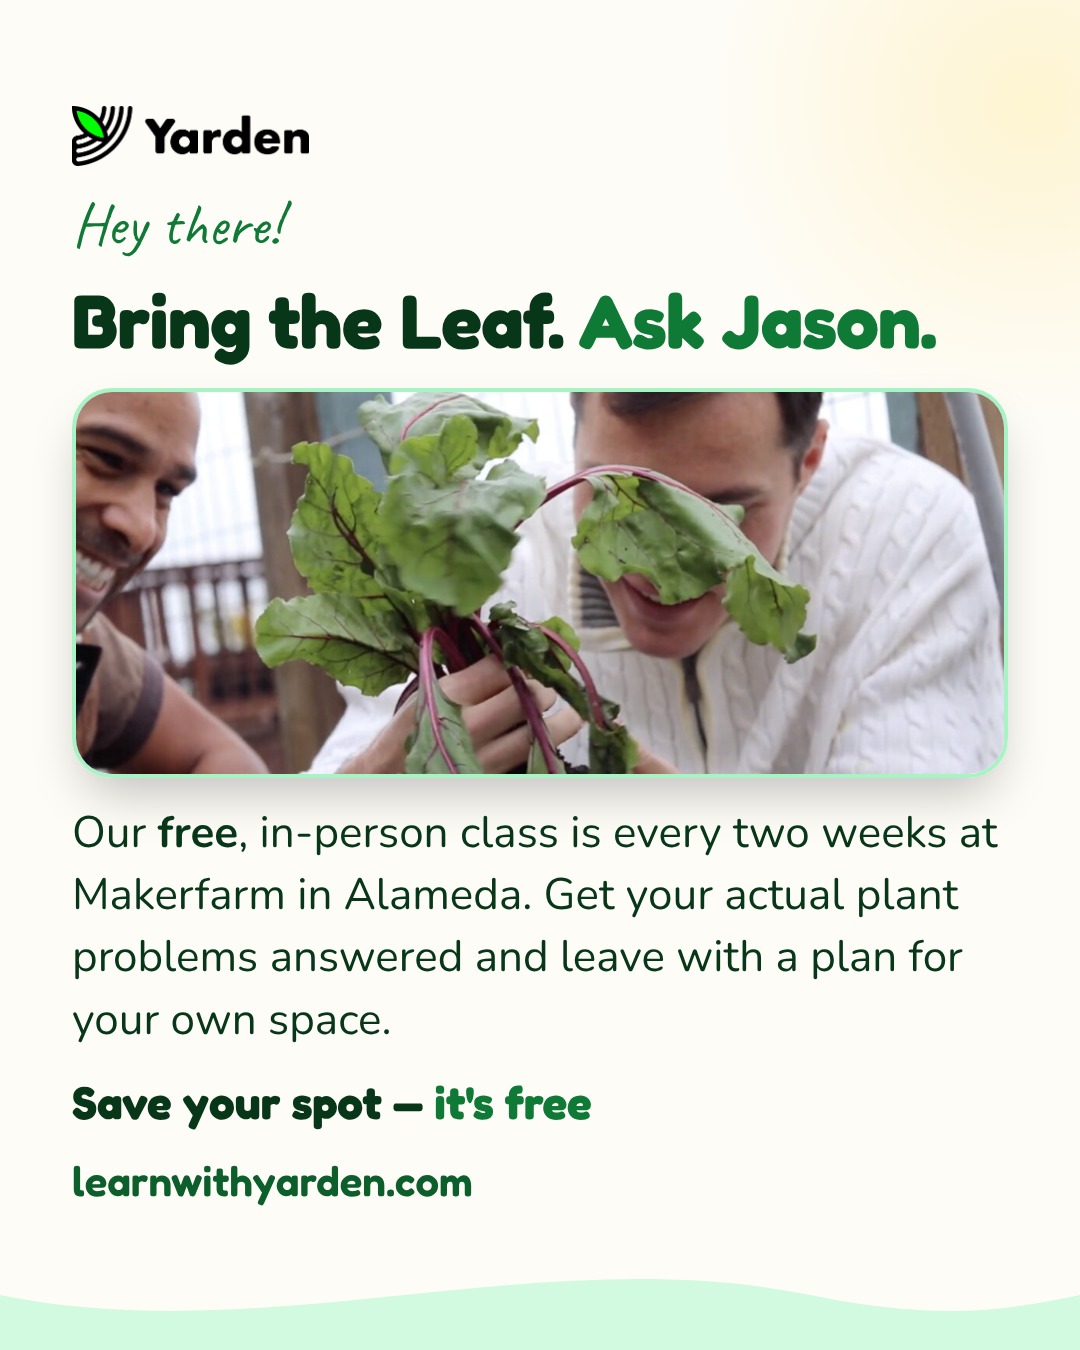 Yarden
Hey there!
Bring the Leaf. Ask Jason.
Our free, in-person class is every two weeks at
Makerfarm in Alameda. Get your actual plant
problems answered and leave with a plan for
your own space.
Save your spot — it's free
learnwithyarden.com